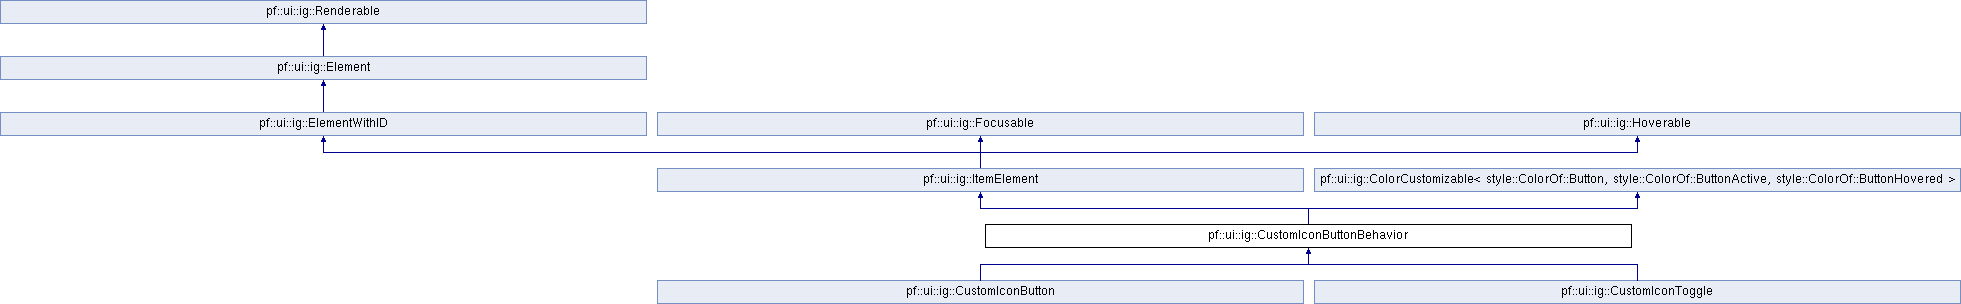 pf::ui::ig::Renderable
pf::ui::ig::Element
pf::ui::ig::ElementWithID
pf::ui::ig::Focusable
pf::ui::ig::Hoverable
pf::ui::ig::ItemElement
pf::ui::ig::ColorCustomizable< style::ColorOf::Button, style::ColorOf::ButtonActive, style::ColorOf::ButtonHovered >
pf::ui::ig::CustomIconButtonBehavior
pf::ui::ig::CustomIconButton
pf::ui::ig::CustomIconToggle